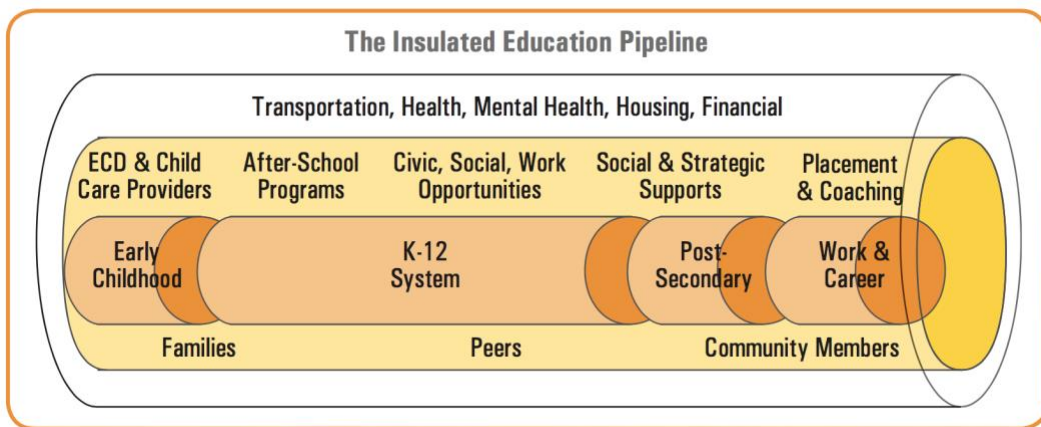 The Insulated Education Pipeline
Transportation, Health, Mental Health, Housing, Financial
ECD & Child
Care Providers
After-School
Programs
Civic, Social, Work
Opportunities
Social & Strategic
Supports
Placement
& Coaching
Early
Childhood
K-12
System
Post-
Secondary
Work &
Career
Families
Peers
Community Members